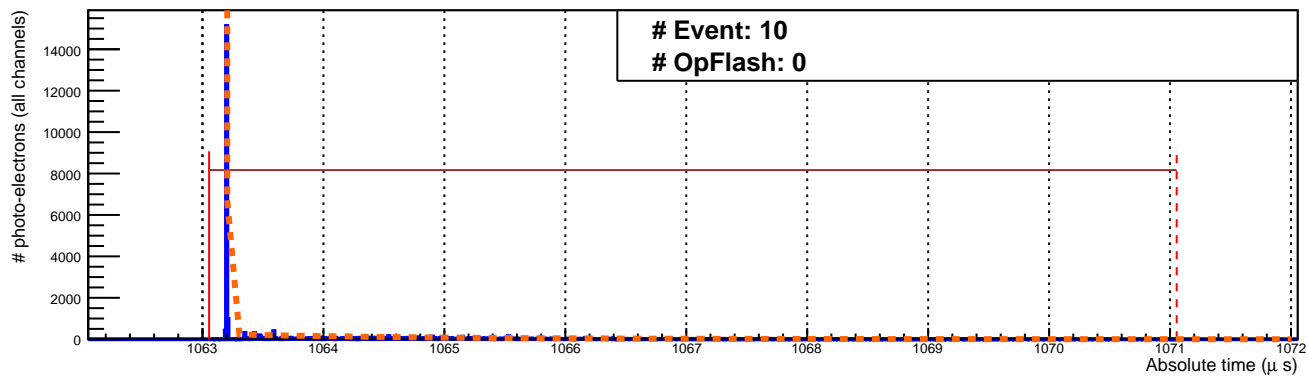 # Event: 10
# OpFlash: 0
# photo-electrons (all channels)
14000
12000
10000
8000
6000
4000
2000
0
1063 1064 1065 1066 1067 1068 1069 1070 1071 1072
Absolute time (μ s)